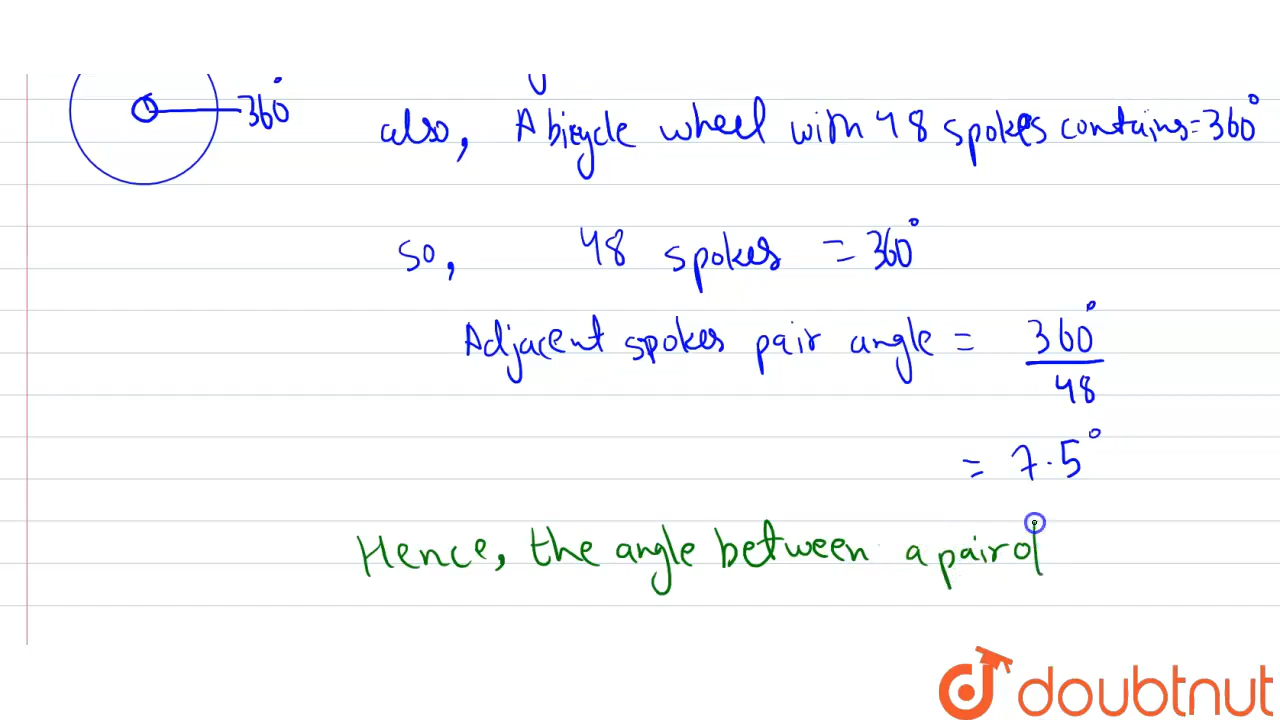 360°
also, A bicycle wheel with 48 spokes contains = 360°
so, 48 spokes = 360°
Adjacent spokes pair angle = 360°
48
= 7.5°
Hence, the angle between a pair of
doubtnut